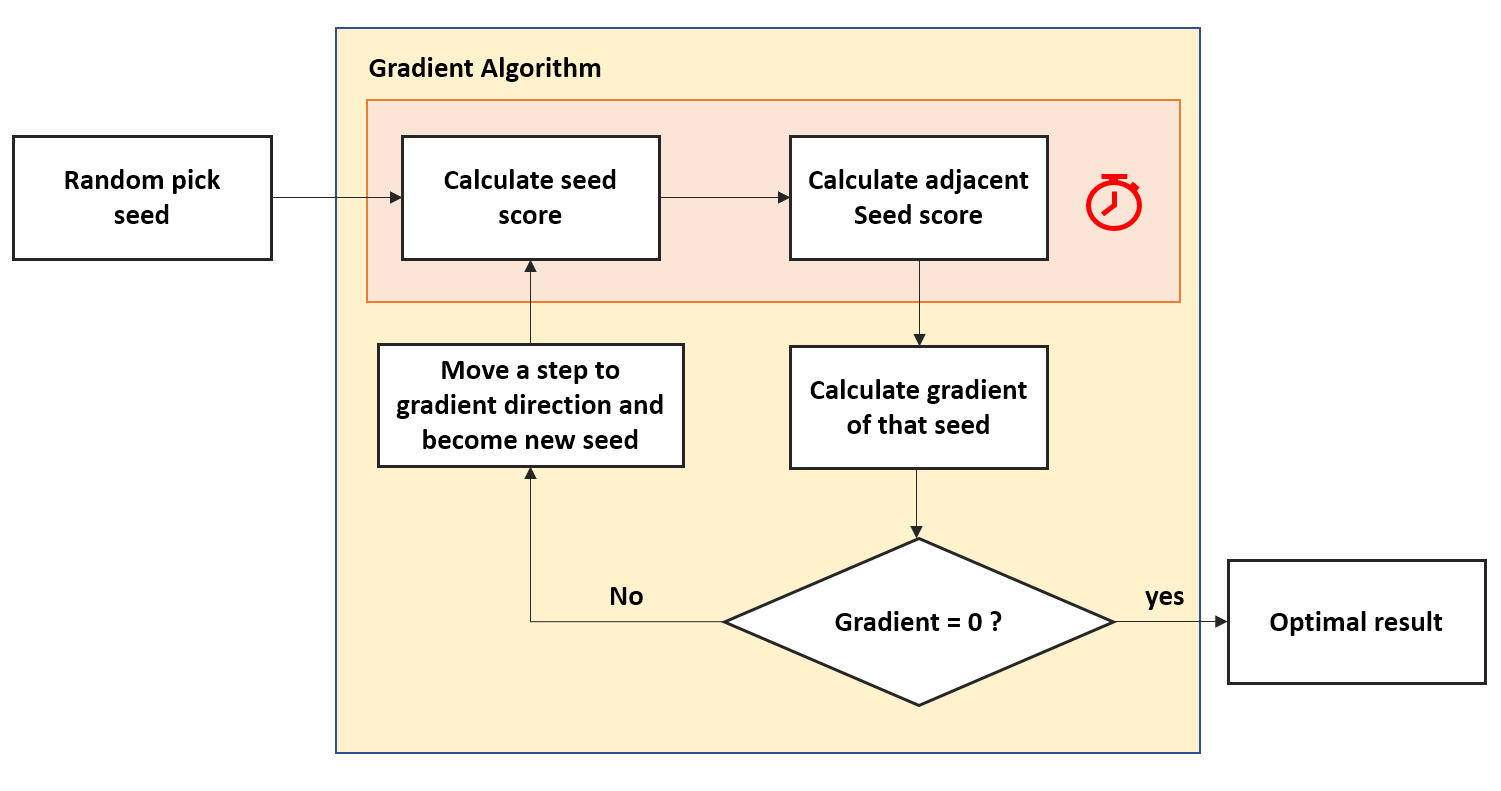 Gradient Algorithm
Random pick
seed
Calculate seed
score
Calculate adjacent
Seed score
Move a step to
gradient direction and
become new seed
Calculate gradient
of that seed
No
Gradient = 0 ?
yes
Optimal result